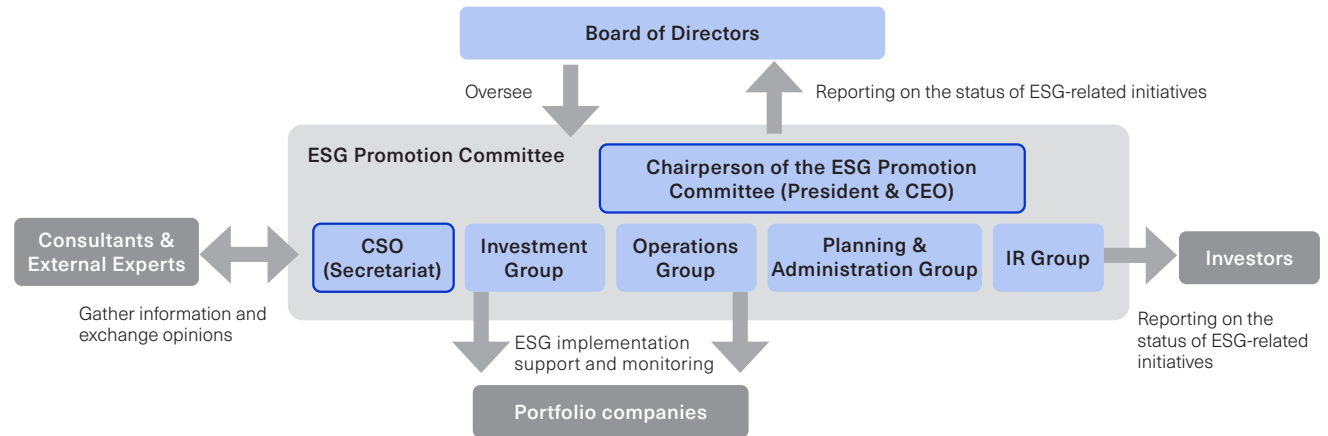 Board of Directors
Oversee
Reporting on the status of ESG-related initiatives
ESG Promotion Committee
Chairperson of the ESG Promotion
Committee (President & CEO)
Consultants &
External Experts
CSO
(Secretariat)
Investment
Group
Operations
Group
Planning &
Administration Group
IR Group
Investors
Gather information and
exchange opinions
ESG implementation
support and monitoring
Reporting on the
status of ESG-related
initiatives
Portfolio companies